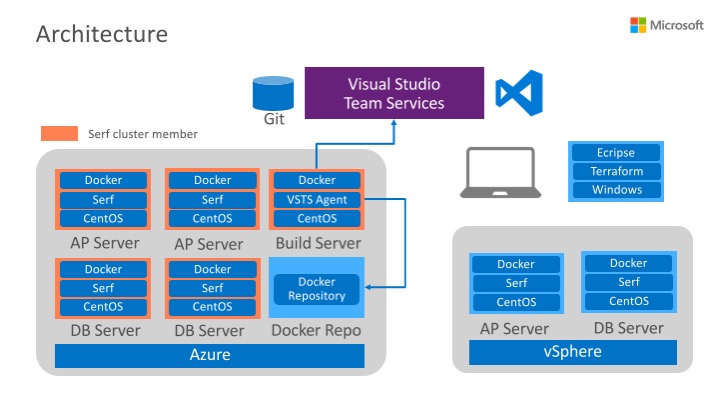 Architecture
Microsoft
Visual Studio
Team Services
Git
Serf cluster member
Docker
Serf
CentOS
AP Server
Docker
Serf
CentOS
AP Server
Docker
VSTS Agent
CentOS
Build Server
Docker
Serf
CentOS
DB Server
Docker
Serf
CentOS
DB Server
Docker
Repository
Docker Repo
Azure
Ecripse
Terraform
Windows
Docker
Serf
CentOS
AP Server
Docker
Serf
CentOS
DB Server
vSphere